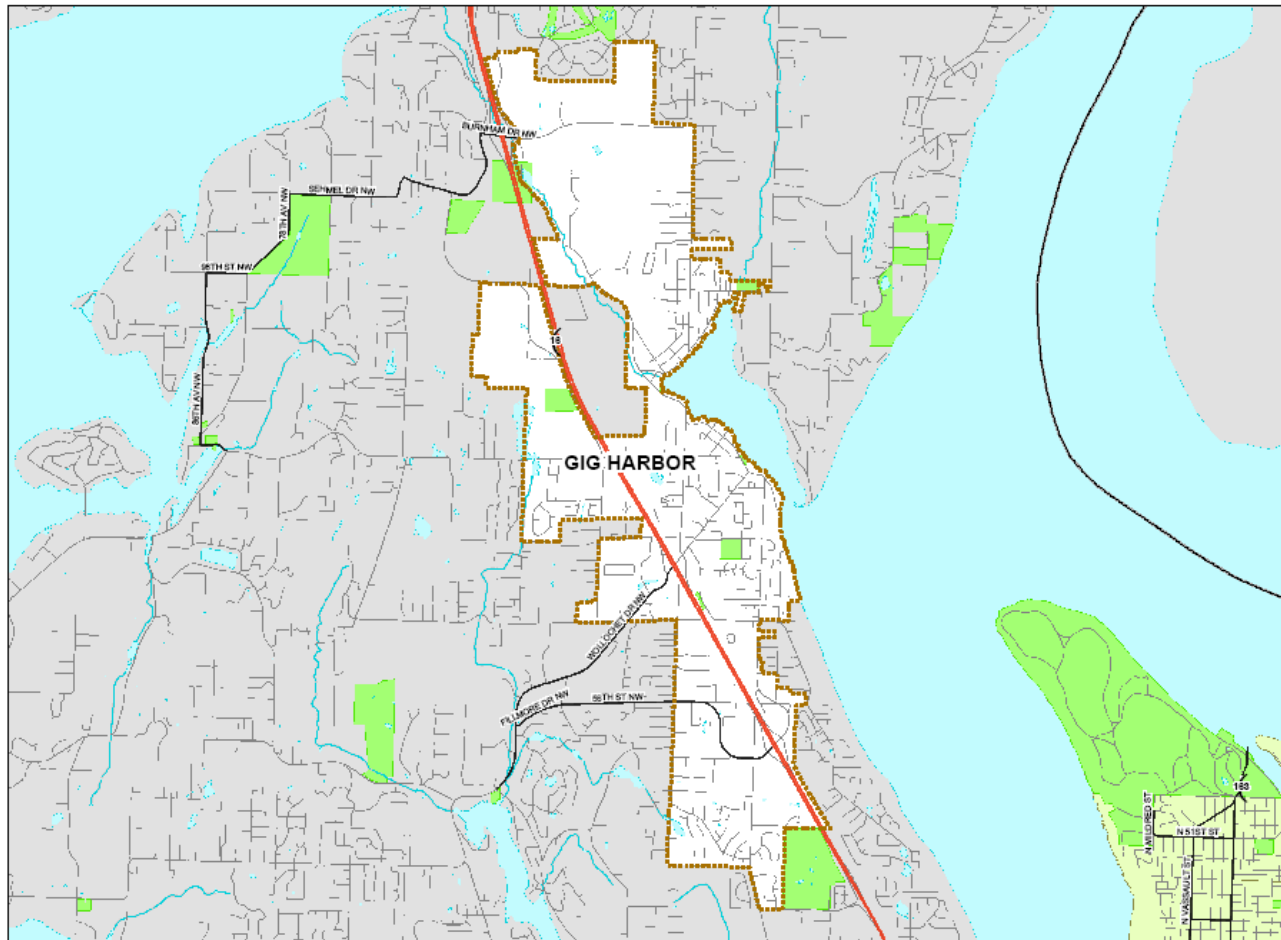 BURNHAM DR NW
SEHMEL DR NW
78TH AV NW
96TH ST NW
16
86TH AV NW
GIG HARBOR
WOLLOCHET DR NW
FILLMORE DR NW
56TH ST NW
163
N MILDRED ST
N 51ST ST
N VASSAULT ST